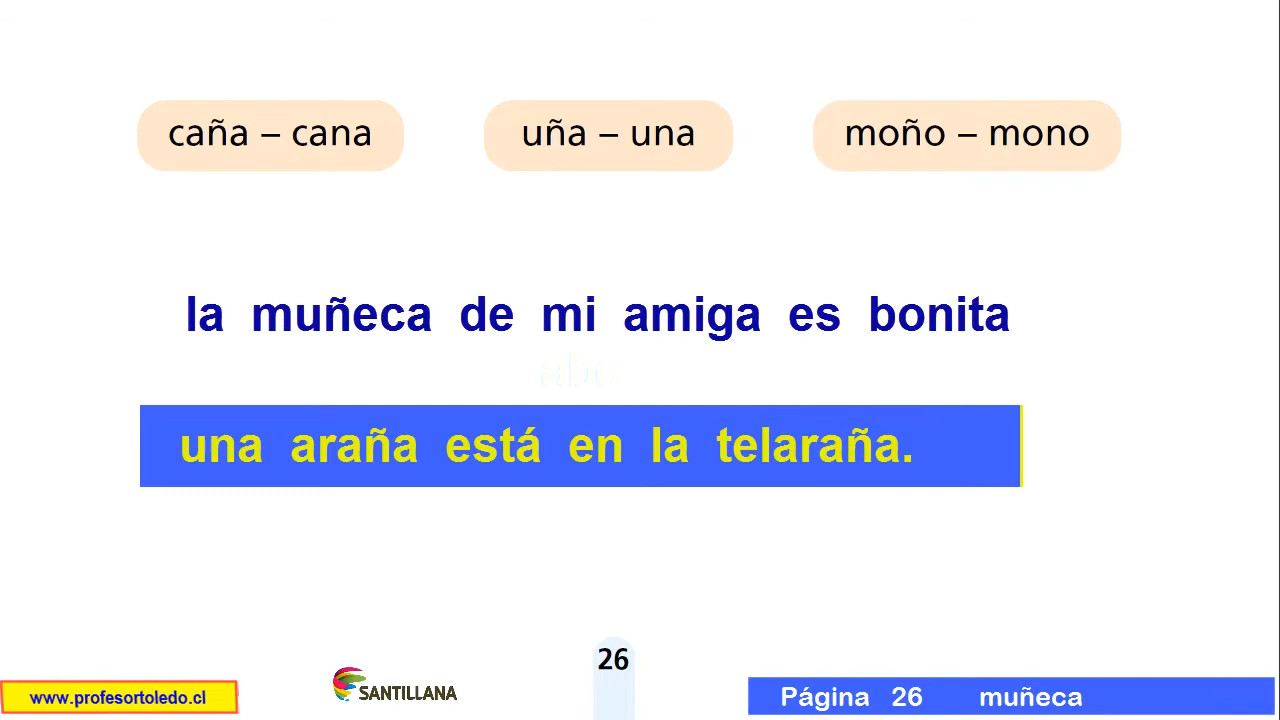 caña – cana uña – una moño – mono
la muñeca de mi amiga es bonita
una araña está en la telaraña.
26
www.profesortoledo.cl SANTILLANA Página 26 muñeca